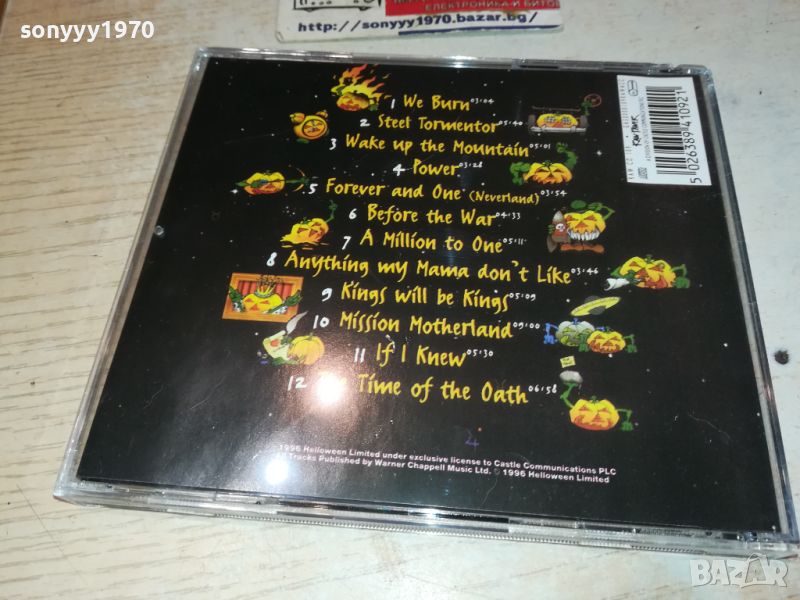 sonyyy1970
ЕЛЕКТРОНИКА-И БИТОВ
http://sonyyy1970.bazar.bg/
1 We Burn 03:04
2 Steel Tormentor 05:40
3 Wake up the Mountain 05:01
4 Power 03:28
5 Forever and One (Neverland) 03:54
6 Before the War 04:33
7 A Million to One 05:11
8 Anything my Mama don't Like 03:46
9 Kings will be Kings 05:09
10 Mission Motherland 09:00
11 If I Knew 05:30
12 Time of the Oath 06:58
RAW POWER
5 026389 410921
1996 Helloween Limited under exclusive license to Castle Communications PLC
Tracks Published by Warner Chappell Music Ltd. © 1996 Helloween Limited
sonyyy1970
BAZAR